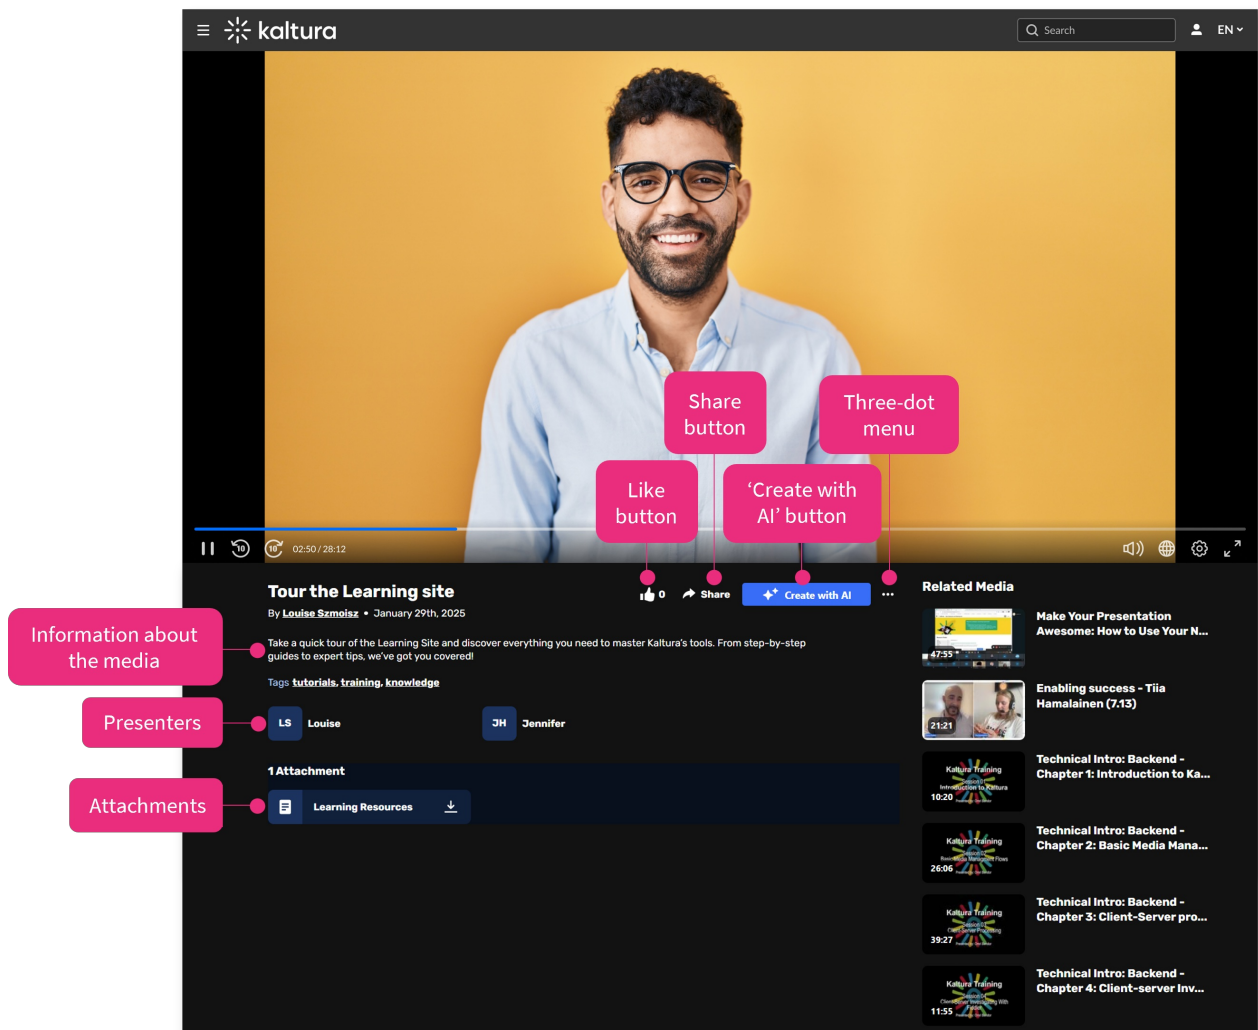 kaltura
Search
EN
Share
button
Three-dot
menu
Like
button
‘Create with
AI’ button
10
10
02:50 / 28:12
Tour the Learning site
0
Share
Create with AI
By Louise Szmoisz • January 29th, 2025
Information about
the media
Take a quick tour of the Learning Site and discover everything you need to master Kaltura's tools. From step-by-step
guides to expert tips, we've got you covered!
Tags tutorials, training, knowledge
Presenters
LS Louise
JH Jennifer
1 Attachment
Attachments
Learning Resources
Related Media
47:55
Make Your Presentation
Awesome: How to Use Your N...
21:21
Enabling success - Tiia
Hamalainen (7.13)
Kaltura Training
Introduction to Kaltura
10:20
Technical Intro: Backend -
Chapter 1: Introduction to Ka...
Kaltura Training
26:06
Technical Intro: Backend -
Chapter 2: Basic Media Mana...
Kaltura Training
39:27
Technical Intro: Backend -
Chapter 3: Client-Server pro...
Kaltura Training
11:55
Technical Intro: Backend -
Chapter 4: Client-server Inv...